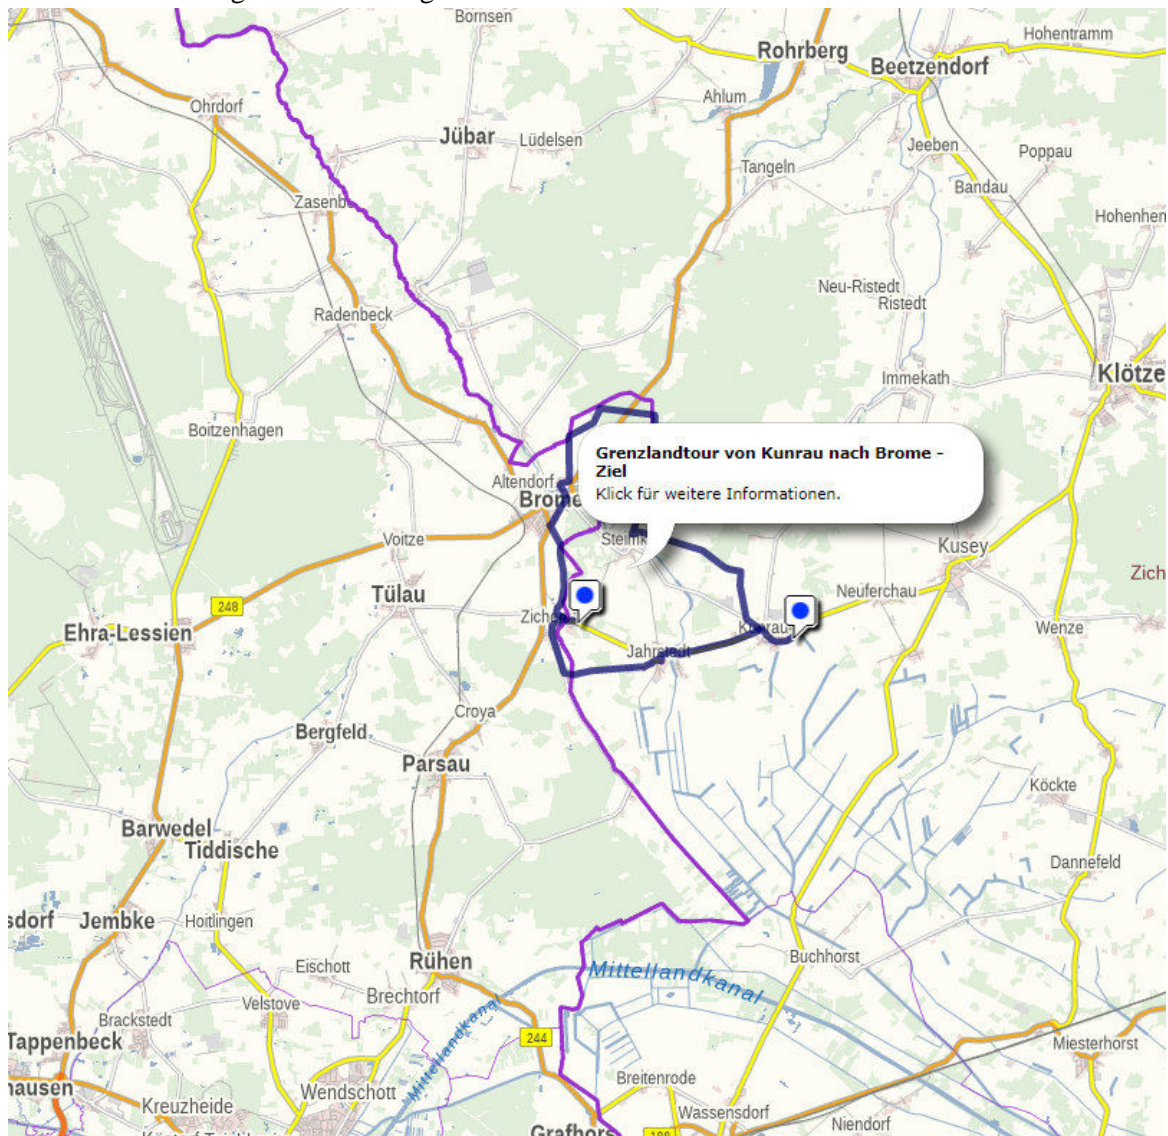 Bornsen
Hohentramm
Rohrberg
Beetzendorf
Ohrdorf
Ahlum
Jübar
Lüdelsen
Jeeben
Poppau
Tangeln
Bandau
Zasenb
Hohenhen
Neu-Ristedt
Ristedt
Radenbeck
Klötze
Immekath
Boitzenhagen
Grenzlandtour von Kunrau nach Brome -
Ziel
Klick für weitere Informationen.
Altendorf
Brome
Voitze
Steimk
Kusey
Zich
Tülau
Neuferchau
248
Zicher
Ehra-Lessien
Kunrau
Wenze
Jahrstedt
Croya
Bergfeld
Parsau
Köckte
Barwedel
Tiddische
Dannefeld
sdorf
Jembke
Hoitlingen
Buchhorst
Eischott
Rühen
Mittellandkanal
Brechtorf
Velstove
Brackstedt
Mittellandkanal
244
Tappenbeck
Miesterhorst
hausen
Wendschott
Breitenrode
Kreuzheide
Wassensdorf
Niendorf
Grafhors
188